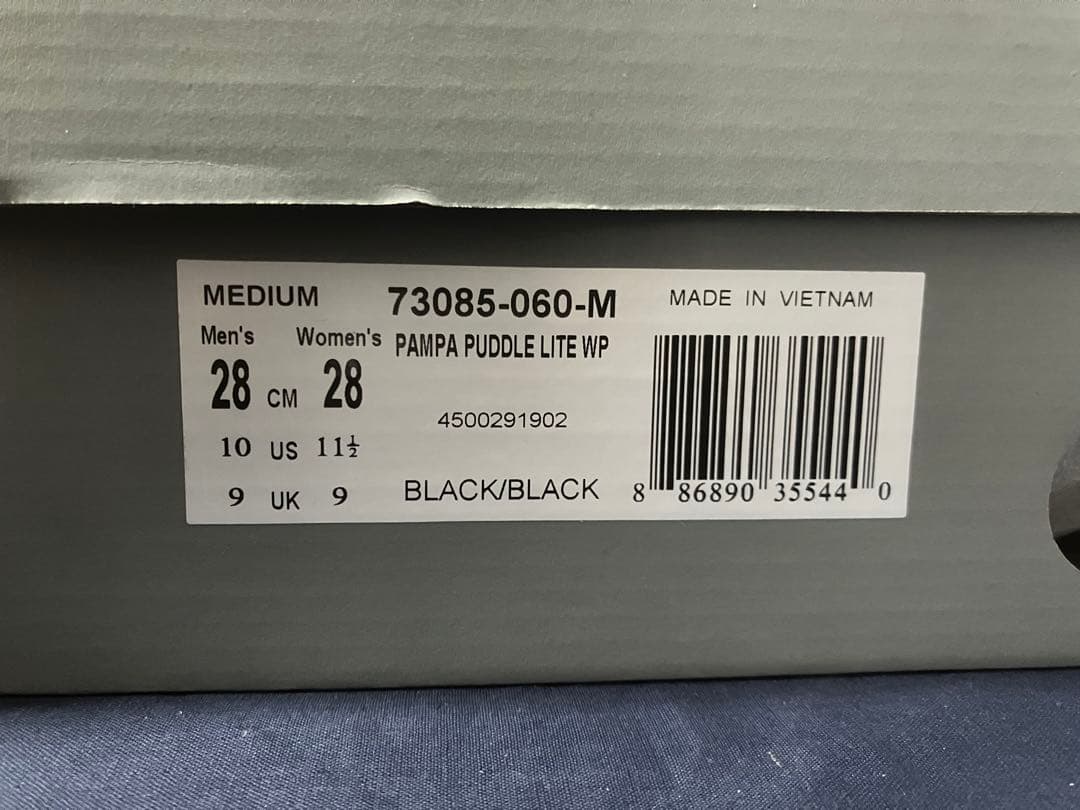 MEDIUM 73085-060-M MADE IN VIETNAM
Men's Women's PAMPA PUDDLE LITE WP
28 CM 28
4500291902
10 US 11½
9 UK 9 BLACK/BLACK 8 86890 35544 0